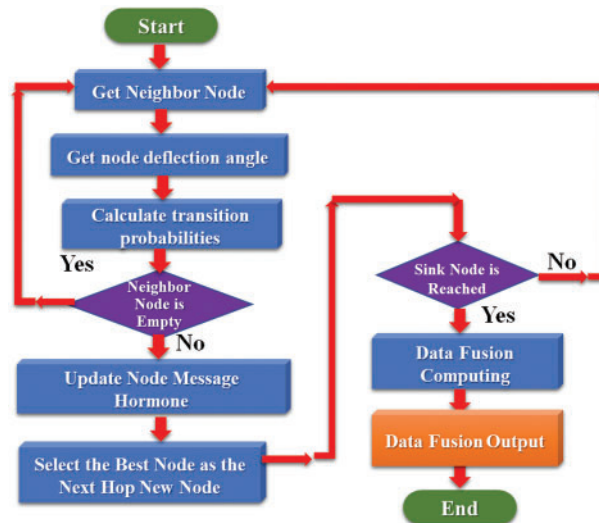 Start
Get Neighbor Node
Get node deflection angle
Calculate transition
probabilities
Yes
Neighbor
Node is
Empty
No
Update Node Message
Hormone
Select the Best Node as the
Next Hop New Node
Sink Node is
Reached
No
Yes
Data Fusion
Computing
Data Fusion Output
End